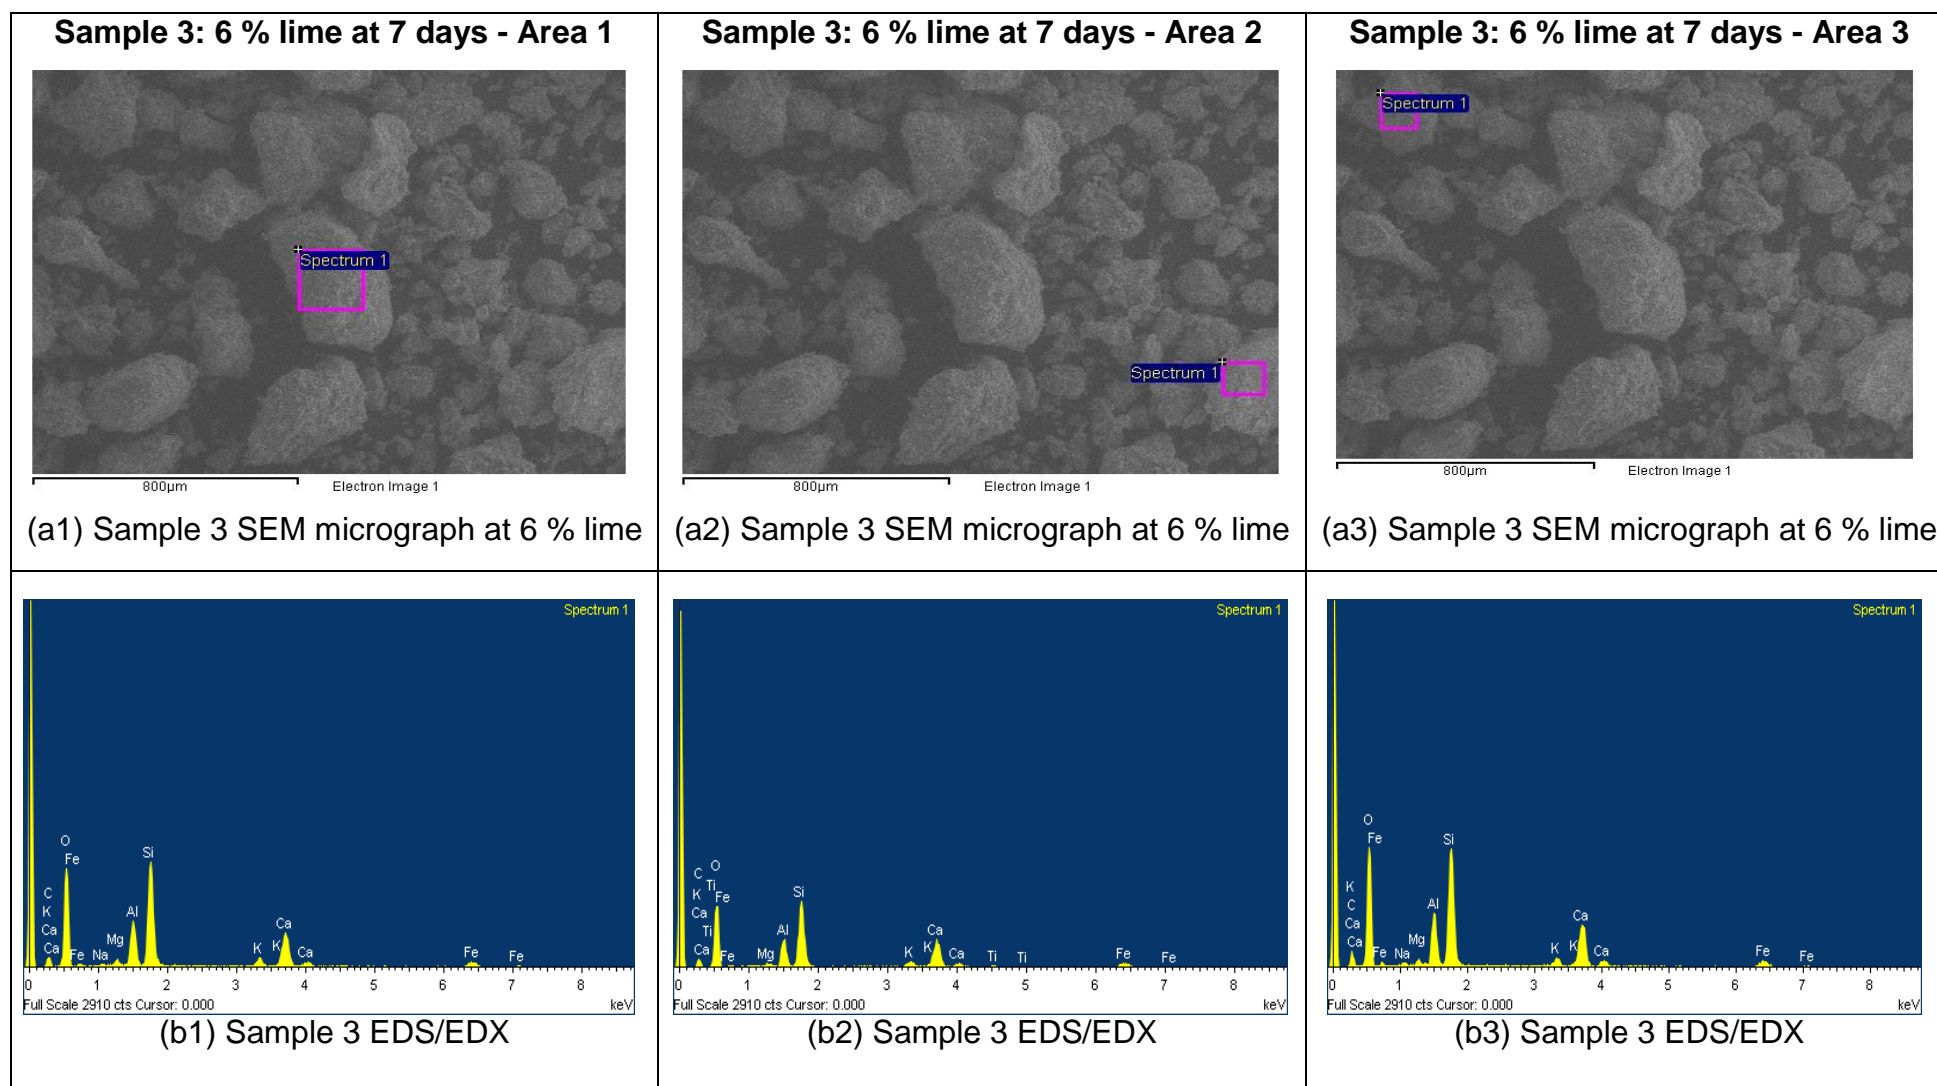 Sample 3: 6 % lime at 7 days - Area 1
Sample 3: 6 % lime at 7 days - Area 2
Sample 3: 6 % lime at 7 days - Area 3
Spectrum 1
800µm
Electron Image 1
Spectrum 1
800µm
Electron Image 1
Spectrum 1
800µm
Electron Image 1
(a1) Sample 3 SEM micrograph at 6 % lime
(a2) Sample 3 SEM micrograph at 6 % lime
(a3) Sample 3 SEM micrograph at 6 % lime
Spectrum 1
O
Fe
Si
C
K
Ca
Ca
Fe
Na
Mg
Al
K
K
Ca
Ca
Fe
Fe
0 1 2 3 4 5 6 7 8
Full Scale 2910 cts Cursor: 0.000 keV
(b1) Sample 3 EDS/EDX
Spectrum 1
O
C
Ti
K
Fe
Si
Ca
Ti
Ca
Fe
Mg
Al
K
K
Ca
Ca
Ti
Ti
Fe
Fe
0 1 2 3 4 5 6 7 8
Full Scale 2910 cts Cursor: 0.000 keV
(b2) Sample 3 EDS/EDX
Spectrum 1
O
Fe
Si
K
C
Ca
Ca
Fe
Na
Mg
Al
K
K
Ca
Ca
Fe
Fe
0 1 2 3 4 5 6 7 8
Full Scale 2910 cts Cursor: 0.000 keV
(b3) Sample 3 EDS/EDX